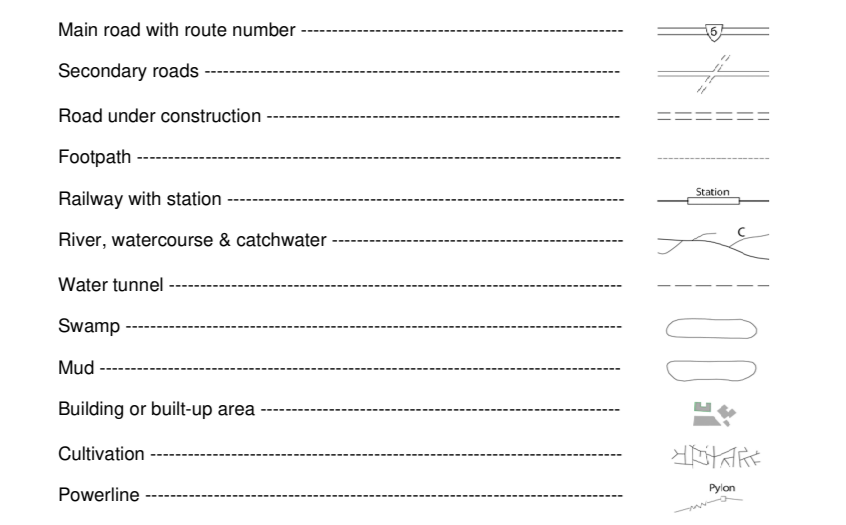 Main road with route number ---------------------------------------------------- 6
Secondary roads -------------------------------------------------------------------
Road under construction ---------------------------------------------------------
Footpath ------------------------------------------------------------------------------
Railway with station ---------------------------------------------------------------- Station
River, watercourse & catchwater ----------------------------------------------- C
Water tunnel -------------------------------------------------------------------------
Swamp --------------------------------------------------------------------------------
Mud ------------------------------------------------------------------------------------
Building or built-up area ----------------------------------------------------------
Cultivation ----------------------------------------------------------------------------
Powerline ----------------------------------------------------------------------------- Pylon